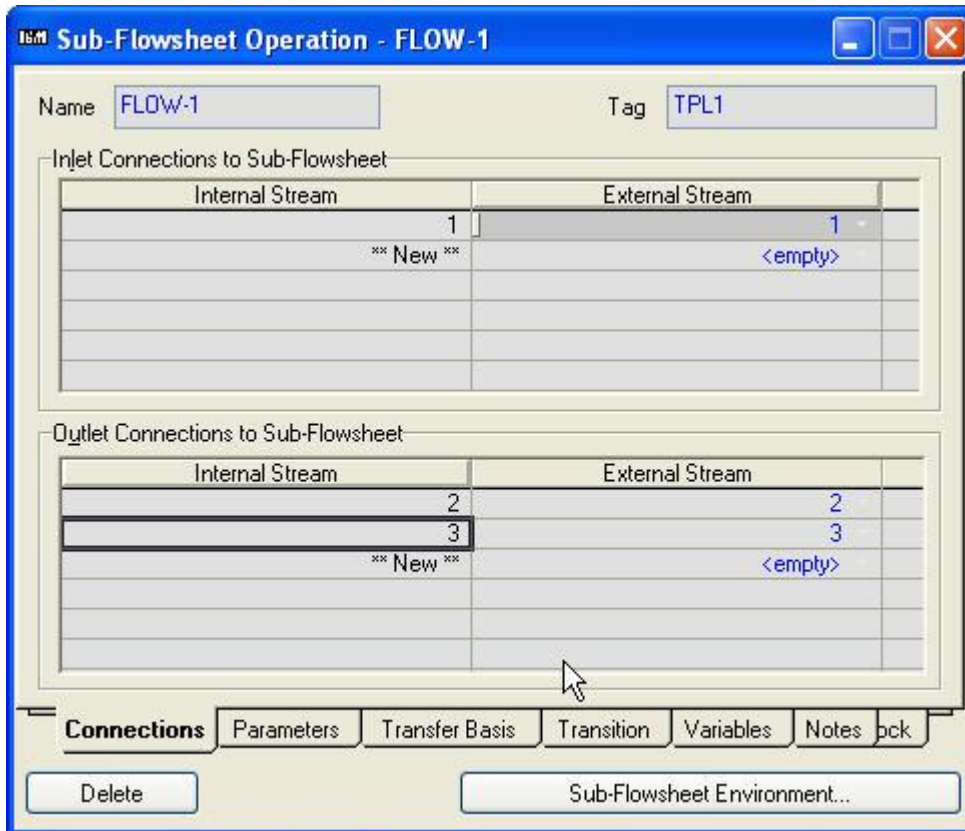 Sub-Flowsheet Operation - FLOW-1
Name FLOW-1 Tag TPL1
Inlet Connections to Sub-Flowsheet
Internal Stream External Stream
1 1
** New ** <empty>
Outlet Connections to Sub-Flowsheet
Internal Stream External Stream
2 2
3 3
** New ** <empty>
Connections Parameters Transfer Basis Transition Variables Notes ock
Delete Sub-Flowsheet Environment...